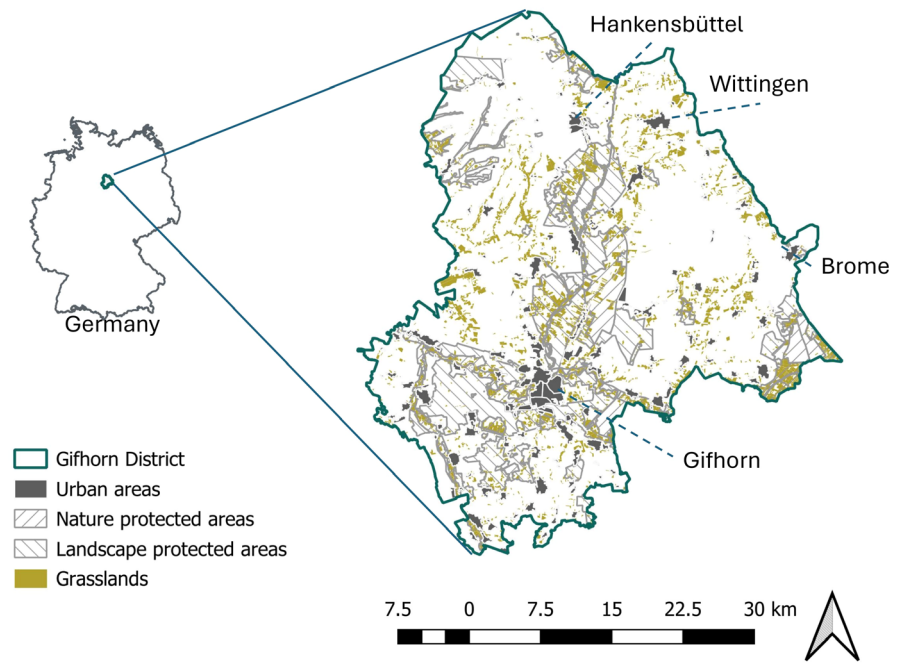 Hankensbüttel
Wittingen
Brome
Germany
Gifhorn
Gifhorn District
Urban areas
Nature protected areas
Landscape protected areas
Grasslands
7.5 0 7.5 15 22.5 30 km